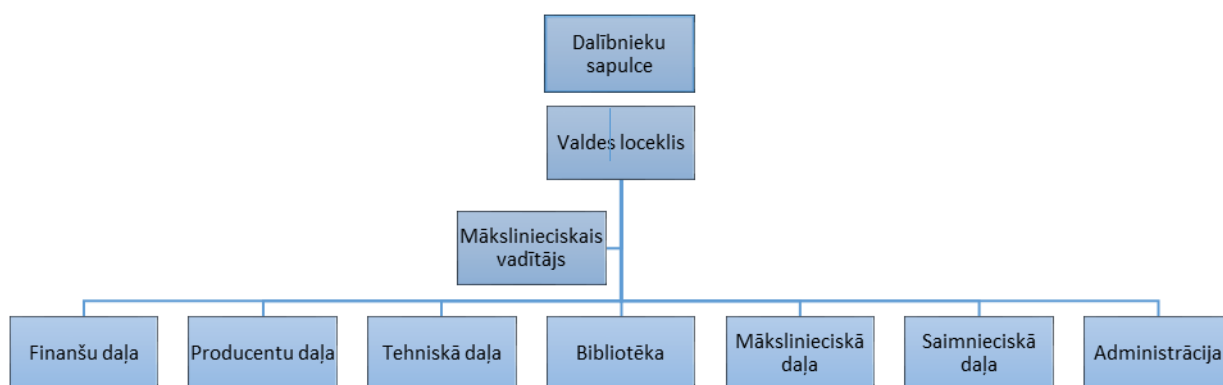 Dalībnieku
sapulce
Valdes loceklis
Mākslinieciskais
vadītājs
Finanšu daļa
Producentu daļa
Tehniskā daļa
Bibliotēka
Mākslinieciskā
daļa
Saimnieciskā
daļa
Administrācija